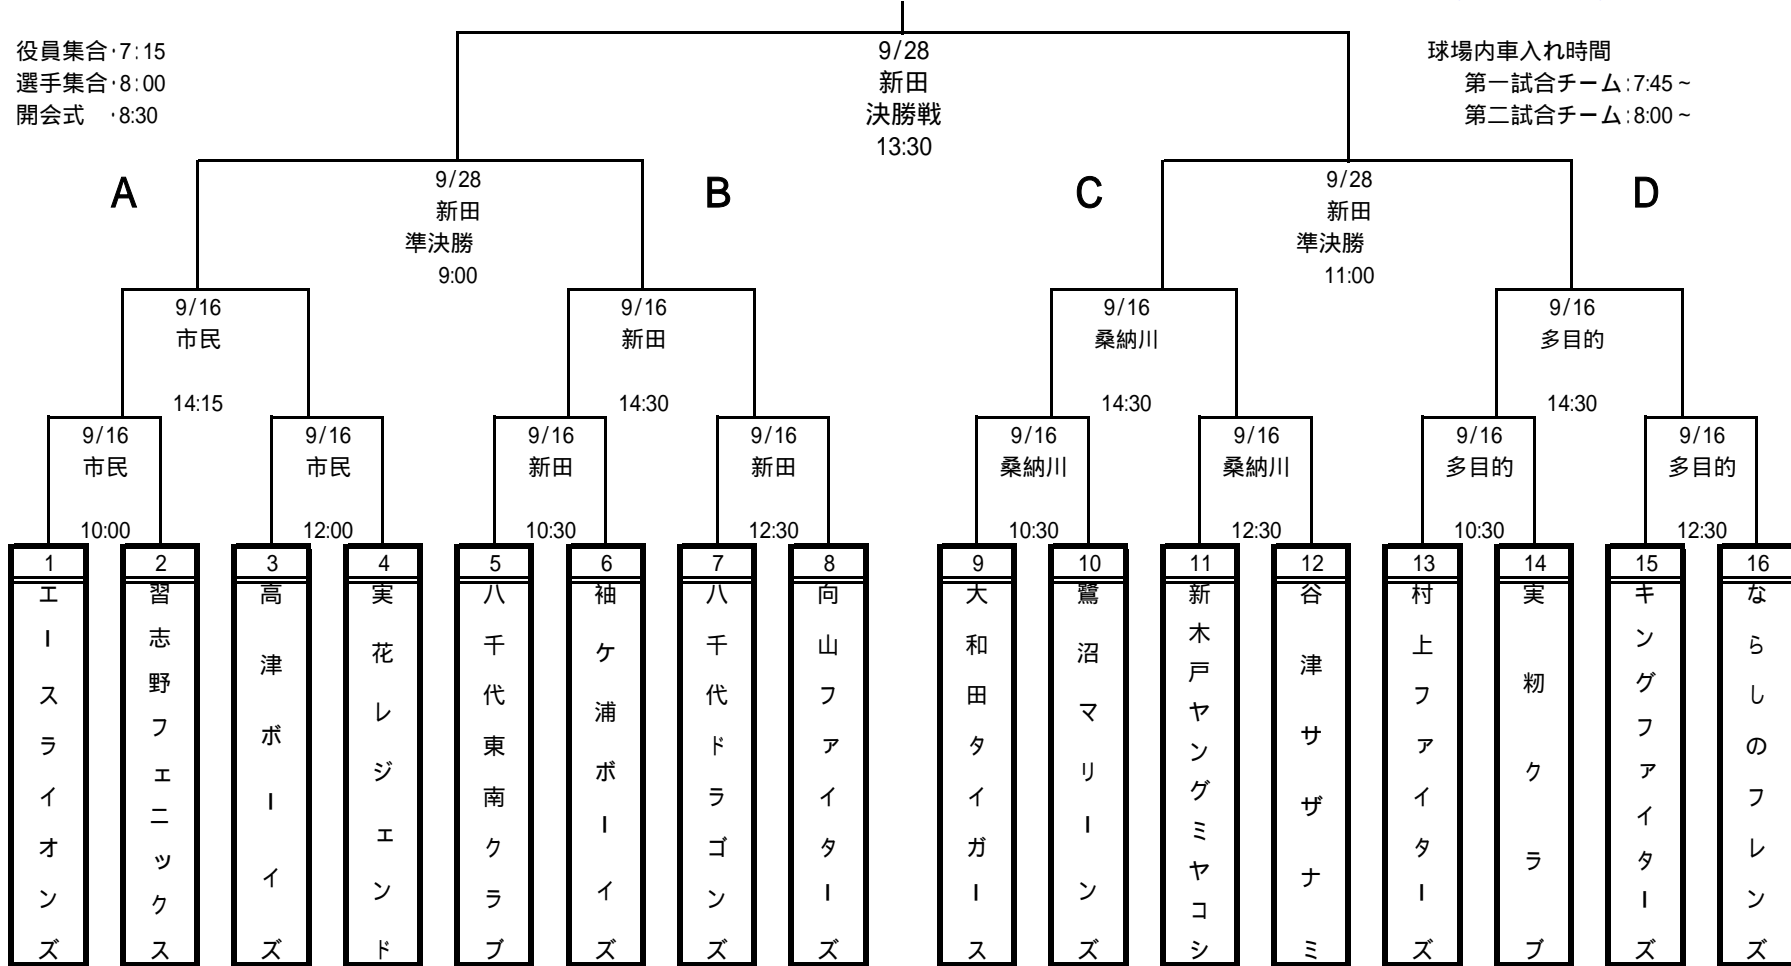 役員集合・7:15
選手集合・8:00
開会式 ・8:30
9/28
新田
決勝戦
13:30
球場内車入れ時間
第一試合チーム:7:45~
第二試合チーム:8:00~
A
B
C
D
9/28
新田
準決勝
9:00
9/28
新田
準決勝
11:00
9/16
市民
14:15
9/16
新田
14:30
9/16
桑納川
14:30
9/16
多目的
14:30
9/16
市民
10:00
9/16
市民
12:00
9/16
新田
10:30
9/16
新田
12:30
9/16
桑納川
10:30
9/16
桑納川
12:30
9/16
多目的
10:30
9/16
多目的
12:30
1
エースライオンズ
2
習志野フェニックス
3
高津ボーイズ
4
実花レジェンド
5
八千代東南クラブ
6
袖ケ浦ボーイズ
7
八千代ドラゴンズ
8
向山ファイターズ
9
大和田タイガース
10
鷺沼マリーンズ
11
新木戸ヤングミヤコシ
12
谷津サザナミ
13
村上ファイターズ
14
実籾クラブ
15
キングファイターズ
16
ならしのフレンズ